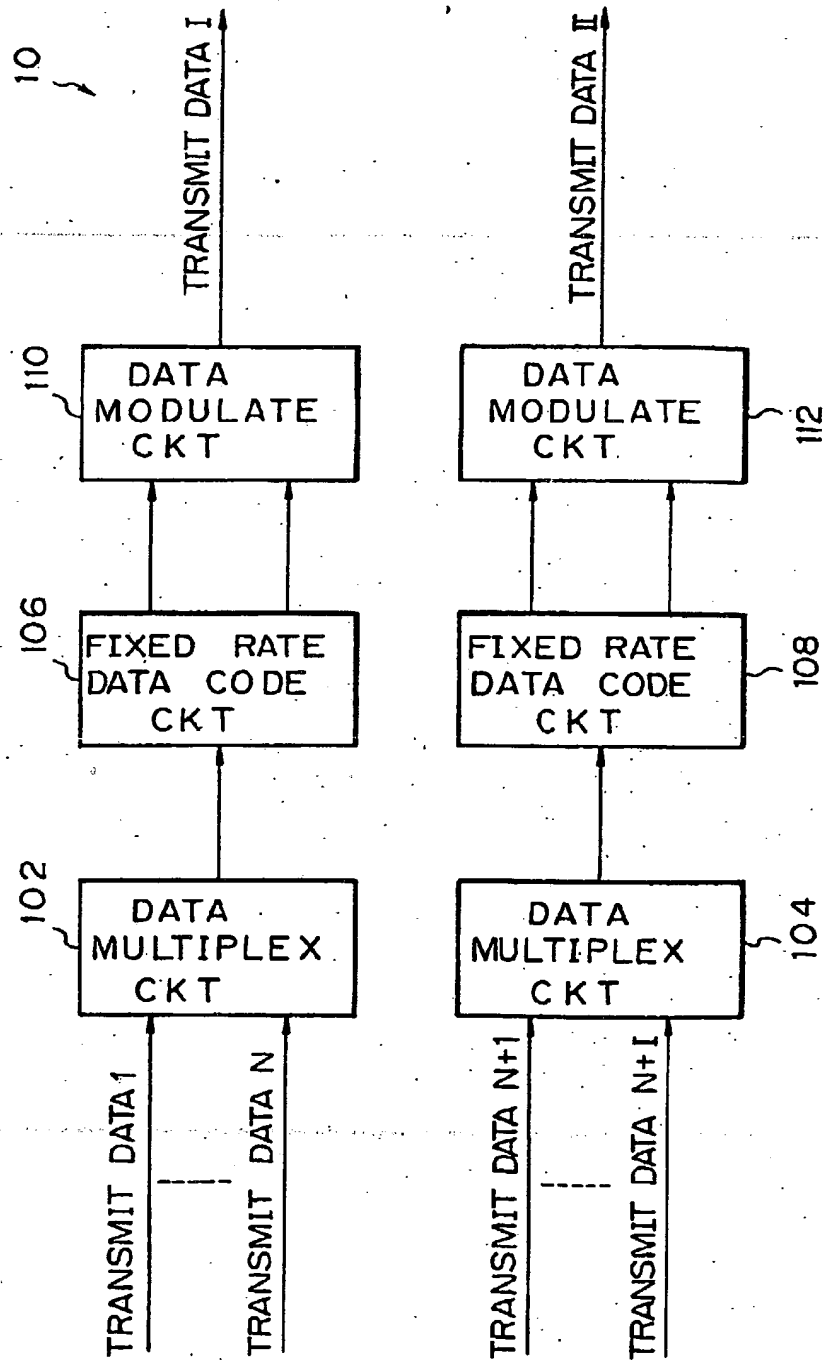 10
TRANSMIT DATA 1
TRANSMIT DATA N
102
DATA
MULTIPLEX
CKT
106
FIXED RATE
DATA CODE
CKT
110
DATA
MODULATE
CKT
TRANSMIT DATA I
TRANSMIT DATA N+1
TRANSMIT DATA N+I
DATA
MULTIPLEX
CKT
104
FIXED RATE
DATA CODE
CKT
108
DATA
MODULATE
CKT
112
TRANSMIT DATA II